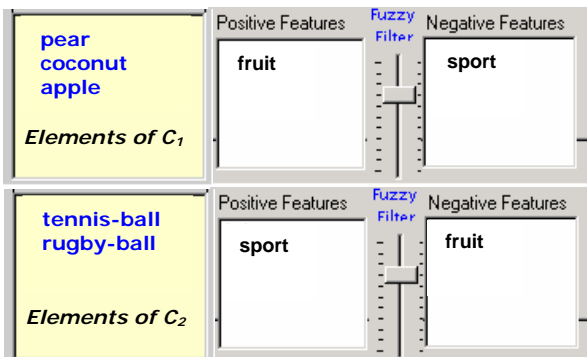 pear
coconut
apple
Elements of C1
Positive Features
fruit
Fuzzy
Filter
Negative Features
sport
tennis-ball
rugby-ball
Elements of C2
Positive Features
sport
Fuzzy
Filter
Negative Features
fruit